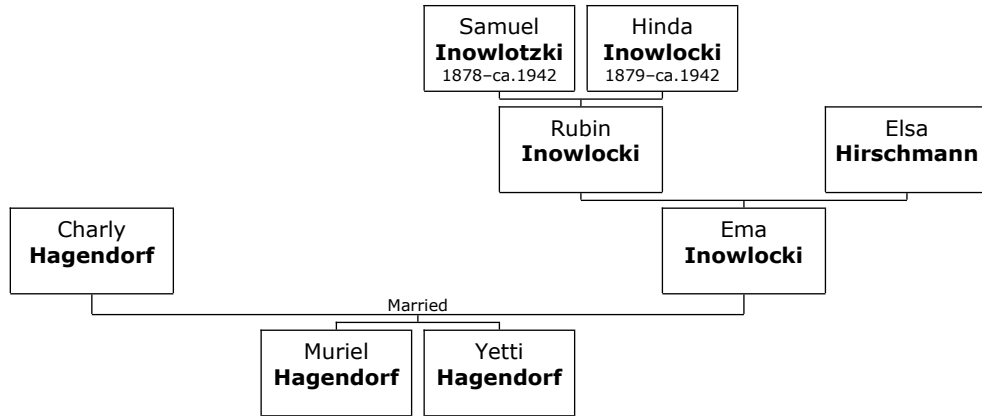 Samuel
Inowlotzki
1878–ca.1942
Hinda
Inowlocki
1879–ca.1942
Rubin
Inowlocki
Elsa
Hirschmann
Charly
Hagendorf
Ema
Inowlocki
Married
Muriel
Hagendorf
Yetti
Hagendorf